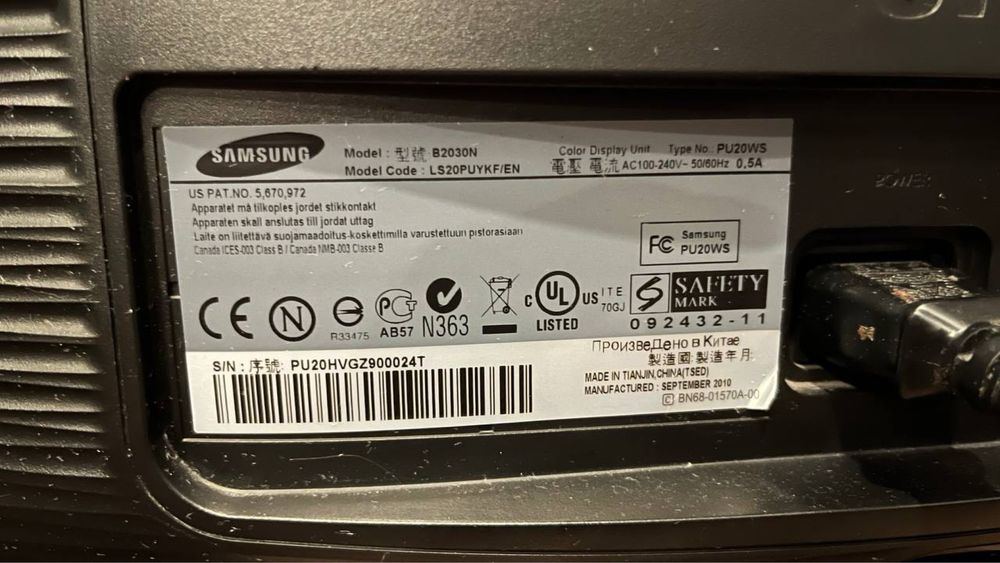 SAMSUNG
Model : 型號 B2030N
Model Code : LS20PUYKF/EN
Color Display Unit Type No. PU20WS
電壓 電流 AC100-240V~ 50/60Hz 0,5A
US PAT.NO. 5,670,972
Apparatet må tilkoples jordet stikkontakt
Apparaten skall anslutas till jordat uttag
Laite on liitettävä suojamaadoitus-koskettimilla varustettuun pistorasiaan
Canada ICES-003 Class B / Canada NMB-003 Classe B
FC Samsung
PU20WS
CE N R33475 PG AB57 N363
C UL US LISTED
ITE
70GJ
S SAFETY
MARK
092432-11
S/N : 序號: PU20HVGZ900024T
ПроизвеДено в Китае
製造國 : 製造年月:
MADE IN TIANJIN,CHINA(TSED)
MANUFACTURED : SEPTEMBER 2010
C BN68-01570A-00
POWER